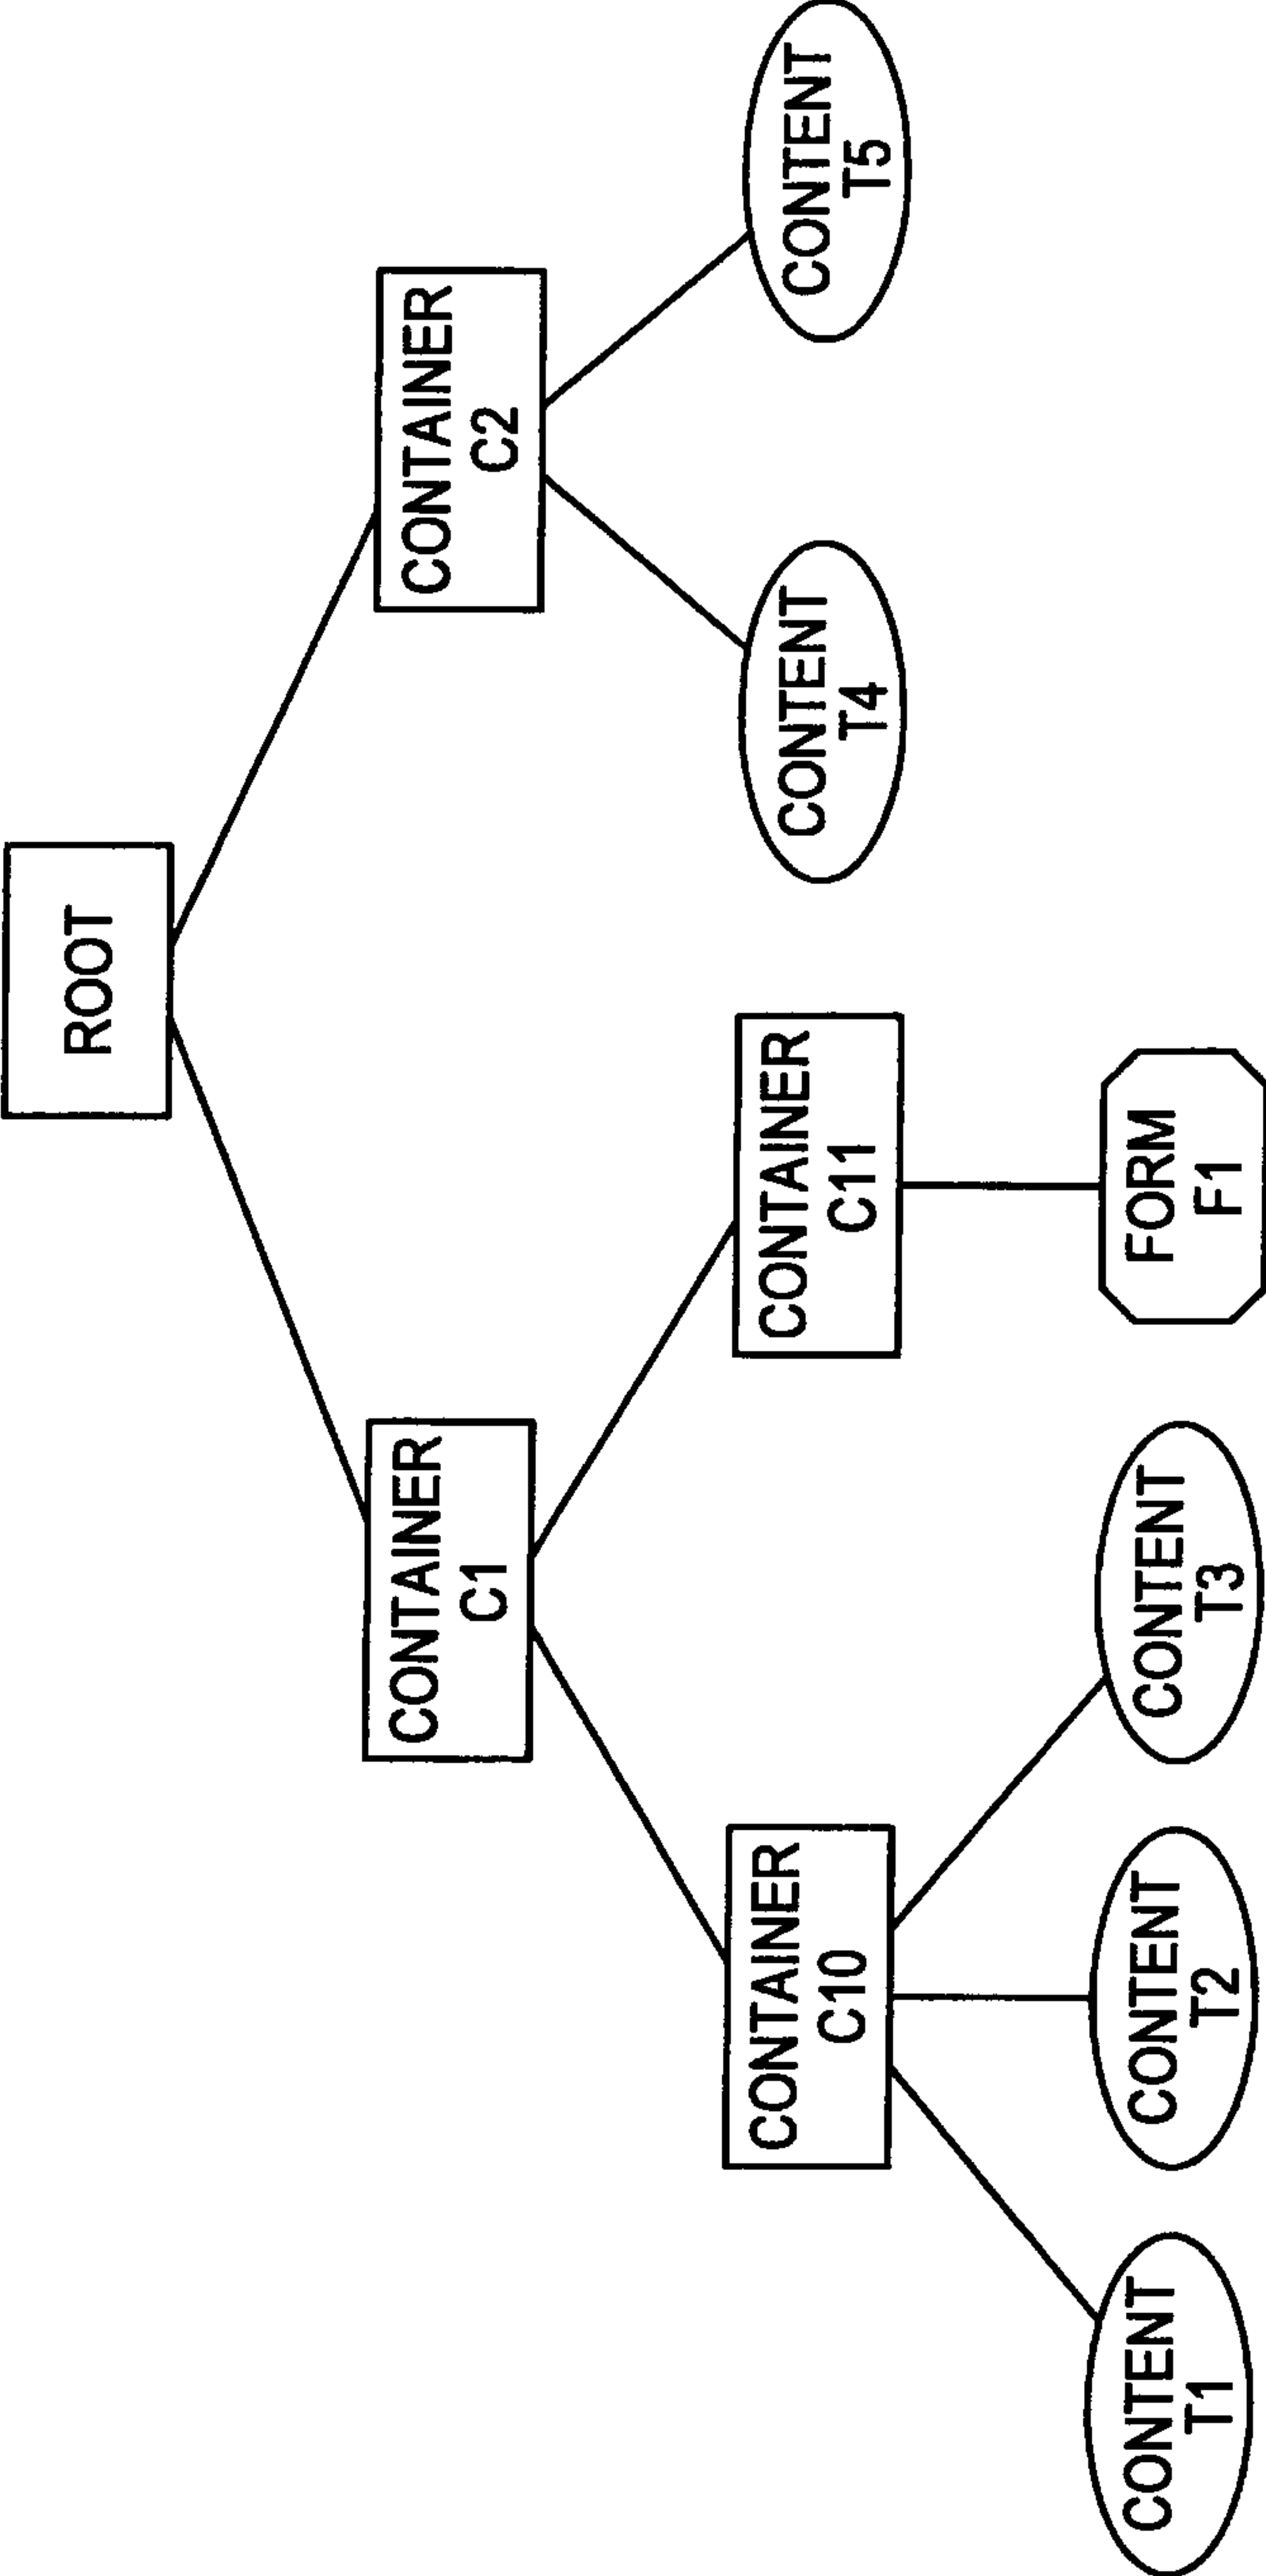 ROOT
CONTAINER
C1
CONTAINER
C2
CONTAINER
C10
CONTAINER
C11
CONTENT
T4
CONTENT
T5
CONTENT
T1
CONTENT
T2
CONTENT
T3
FORM
F1